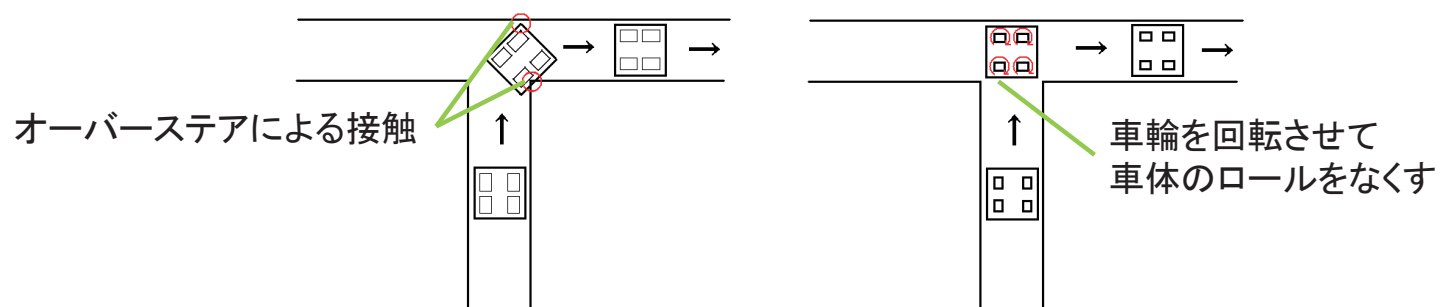 オーバーステアによる接触
車輪を回転させて
車体のロールをなくす